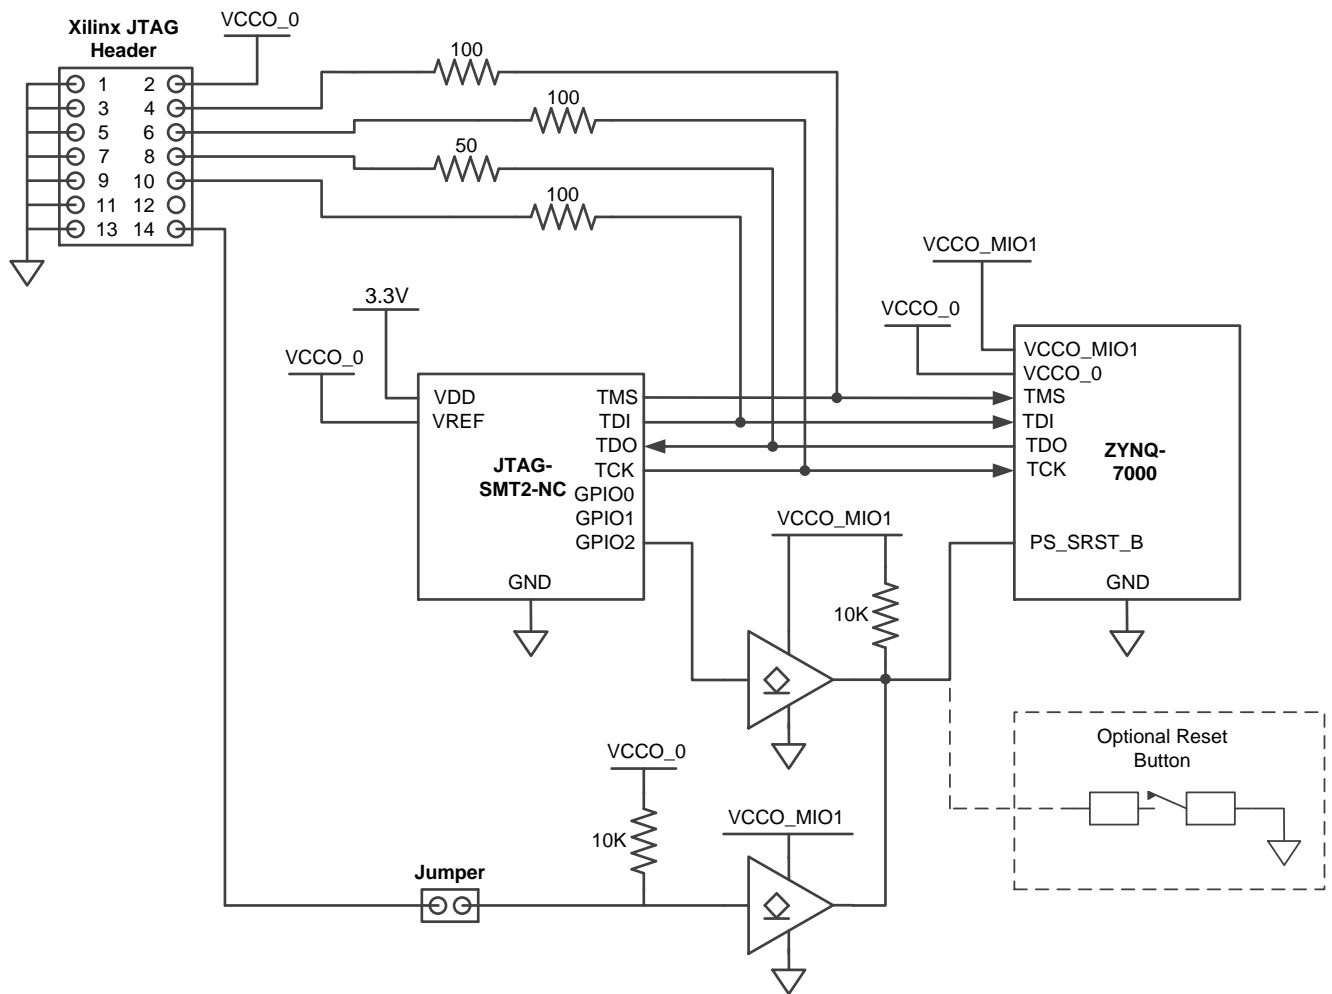 Xilinx JTAG
Header
VCCO_0
1 2
3 4
5 6
7 8
9 10
11 12
13 14
100
100
50
100
VCCO_MIO1
VCCO_0
3.3V
VCCO_0
VDD
VREF
TMS
TDI
TDO
TCK
GPIO0
GPIO1
GPIO2
JTAG-
SMT2-NC
GND
VCCO_MIO1
VCCO_0
TMS
TDI
TDO
TCK
ZYNQ-
7000
PS_SRST_B
GND
VCCO_MIO1
10K
Optional Reset
Button
VCCO_0
10K
VCCO_MIO1
Jumper